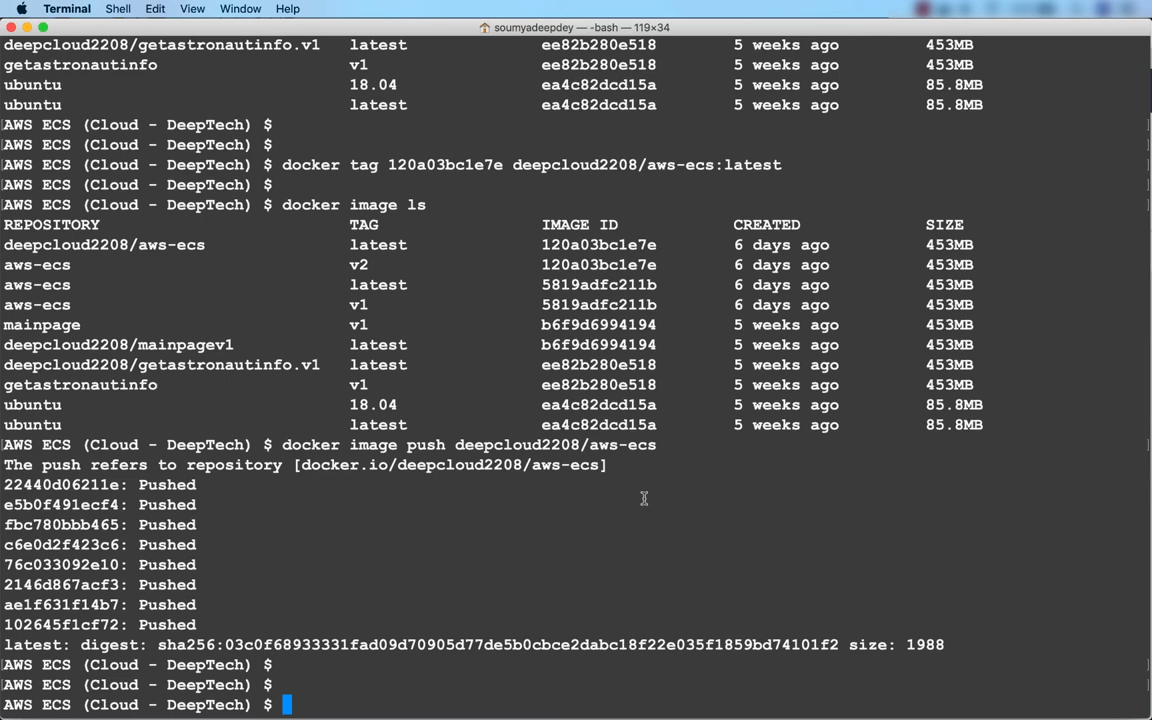 Terminal Shell Edit View Window Help
soumyadeepdey — -bash — 119×34
deepcloud2208/getastronautinfo.v1 latest ee82b280e518 5 weeks ago 453MB
getastronautinfo v1 ee82b280e518 5 weeks ago 453MB
ubuntu 18.04 ea4c82dcd15a 5 weeks ago 85.8MB
ubuntu latest ea4c82dcd15a 5 weeks ago 85.8MB
[AWS ECS (Cloud - DeepTech) $ ]
[AWS ECS (Cloud - DeepTech) $ ]
[AWS ECS (Cloud - DeepTech) $ docker tag 120a03bc1e7e deepcloud2208/aws-ecs:latest ]
[AWS ECS (Cloud - DeepTech) $ ]
[AWS ECS (Cloud - DeepTech) $ docker image ls ]
REPOSITORY TAG IMAGE ID CREATED SIZE
deepcloud2208/aws-ecs latest 120a03bc1e7e 6 days ago 453MB
aws-ecs v2 120a03bc1e7e 6 days ago 453MB
aws-ecs latest 5819adfc211b 6 days ago 453MB
aws-ecs v1 5819adfc211b 6 days ago 453MB
mainpage v1 b6f9d6994194 5 weeks ago 453MB
deepcloud2208/mainpagev1 latest b6f9d6994194 5 weeks ago 453MB
deepcloud2208/getastronautinfo.v1 latest ee82b280e518 5 weeks ago 453MB
getastronautinfo v1 ee82b280e518 5 weeks ago 453MB
ubuntu 18.04 ea4c82dcd15a 5 weeks ago 85.8MB
ubuntu latest ea4c82dcd15a 5 weeks ago 85.8MB
[AWS ECS (Cloud - DeepTech) $ docker image push deepcloud2208/aws-ecs ]
The push refers to repository [docker.io/deepcloud2208/aws-ecs]
22440d06211e: Pushed
e5b0f491ecf4: Pushed
fbc780bbb465: Pushed
c6e0d2f423c6: Pushed
76c033092e10: Pushed
2146d867acf3: Pushed
ae1f631f14b7: Pushed
102645f1cf72: Pushed
latest: digest: sha256:03c0f68933331fad09d70905d77de5b0cbce2dabc18f22e035f1859bd74101f2 size: 1988
[AWS ECS (Cloud - DeepTech) $ ]
[AWS ECS (Cloud - DeepTech) $ ]
AWS ECS (Cloud - DeepTech) $